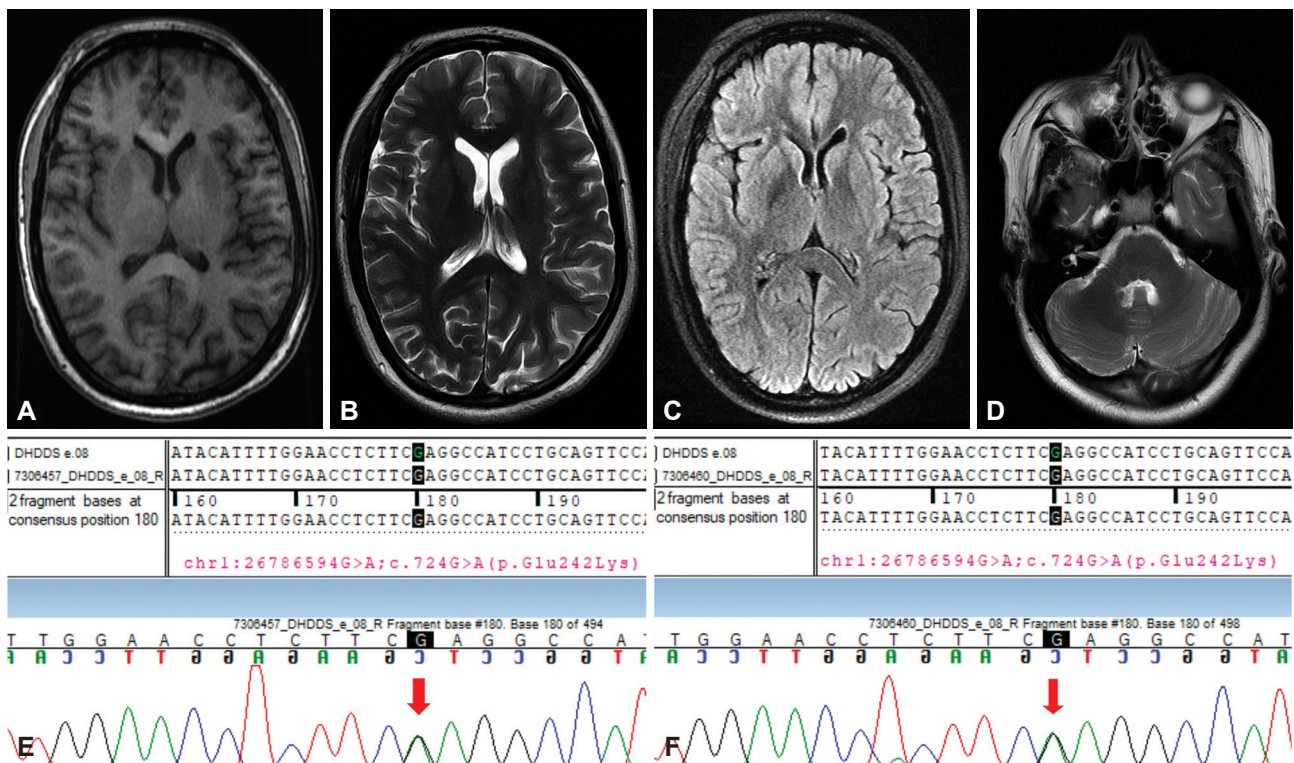 A
B
C
D
DHDDS e.08
ATACATTTTGGAACCTCTTCGAGGCCATCCTGCAGTTCC
7306457_DHDDS_e_08_R
ATACATTTTGGAACCTCTTCGAGGCCATCCTGCAGTTCC
2 fragment bases at
160 170 180 190
consensus position 180
ATACATTTTGGAACCTCTTCGAGGCCATCCTGCAGTTCC
chr1:26786594G>A;c.724G>A(p.Glu242Lys)
7306457_DHDDS_e_08_R Fragment base #180. Base 180 of 494
T T G G A A C C T C T T C G A G G C C A T
A A C C T T G G A G A A G C T C C G G T A
E
DHDDS e.08
TACATTTTGGAACCTCTTCGAGGCCATCCTGCAGTTCCA
7306460_DHDDS_e_08_R
TACATTTTGGAACCTCTTCGAGGCCATCCTGCAGTTCCA
2 fragment bases at
160 170 180 190
consensus position 180
TACATTTTGGAACCTCTTCGAGGCCATCCTGCAGTTCCA
chr1:26786594G>A;c.724G>A(p.Glu242Lys)
7306460_DHDDS_e_08_R Fragment base #180. Base 180 of 498
T G G A A C C T C T T C G A G G C C A T
A C C T T G G A G A A G C T C C G G T A
F